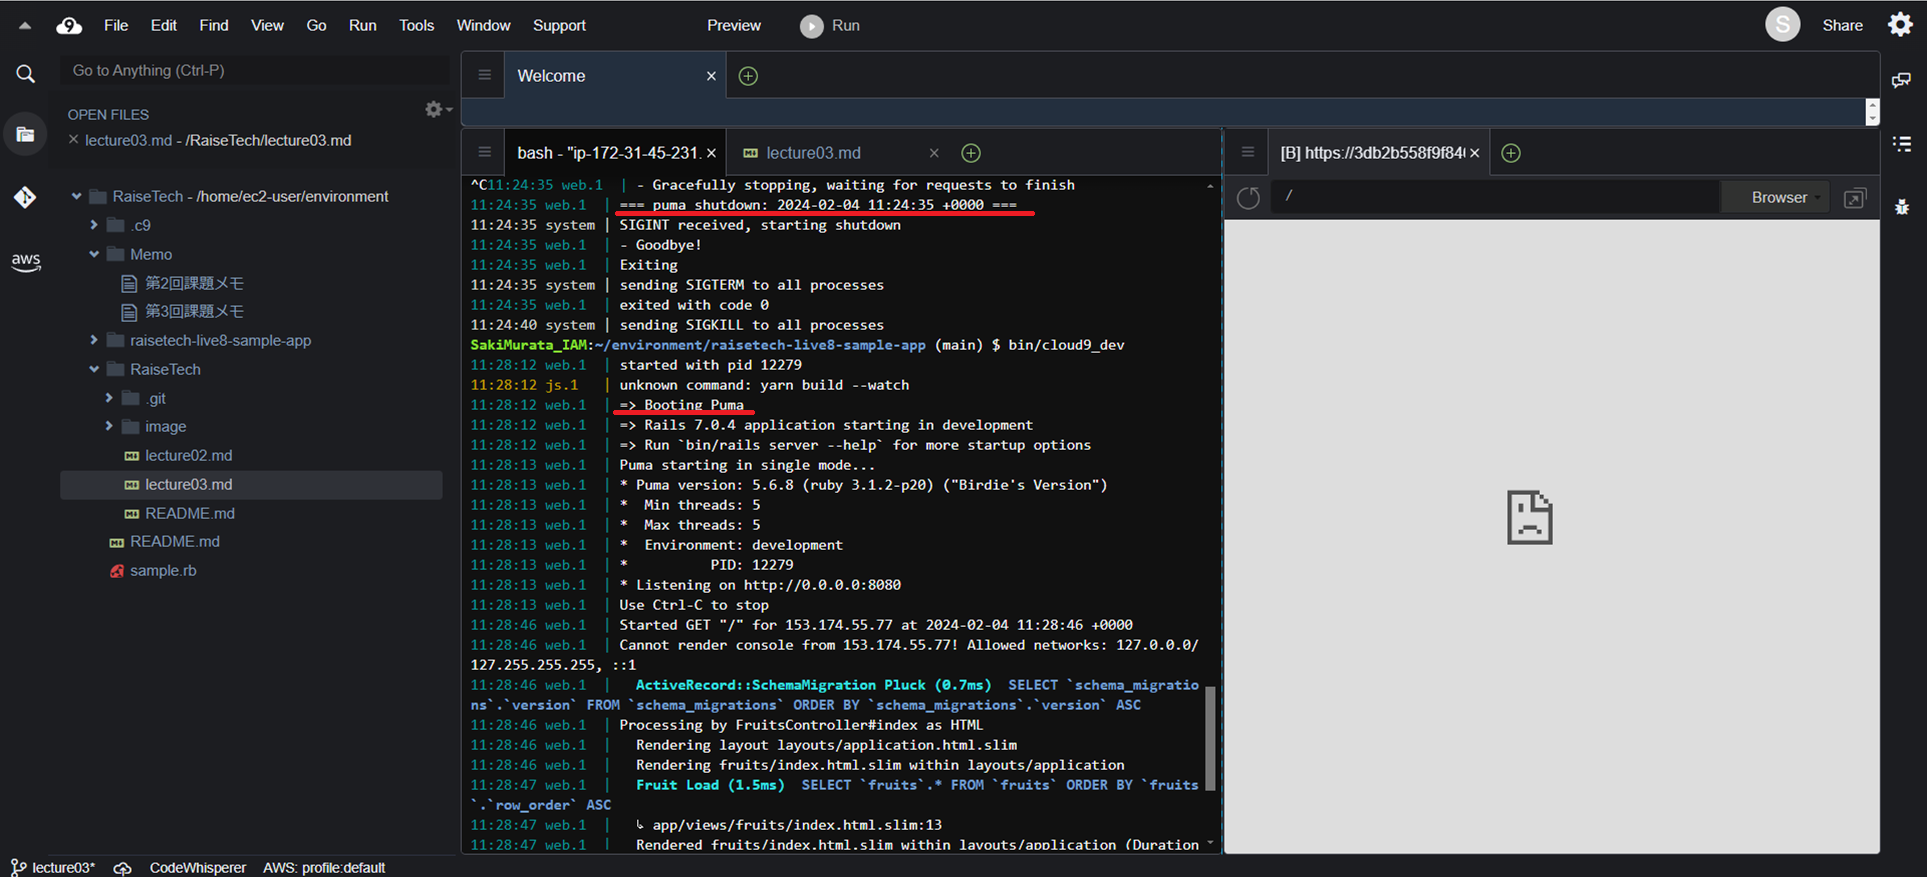 9 File Edit Find View Go Run Tools Window Support Preview Run S Share
Go to Anything (Ctrl-P)
OPEN FILES
lecture03.md - /RaiseTech/lecture03.md
RaiseTech - /home/ec2-user/environment
.c9
Memo
第2回課題メモ
第3回課題メモ
raisetech-live8-sample-app
RaiseTech
.git
image
lecture02.md
lecture03.md
README.md
README.md
sample.rb
aws
Welcome
bash - "ip-172-31-45-231.
lecture03.md
^C11:24:35 web.1 | - Gracefully stopping, waiting for requests to finish
11:24:35 web.1 | === puma shutdown: 2024-02-04 11:24:35 +0000 ===
11:24:35 system | SIGINT received, starting shutdown
11:24:35 web.1 | - Goodbye!
11:24:35 web.1 | Exiting
11:24:35 system | sending SIGTERM to all processes
11:24:35 web.1 | exited with code 0
11:24:40 system | sending SIGKILL to all processes
SakiMurata_IAM:~/environment/raisetech-live8-sample-app (main) $ bin/cloud9_dev
11:28:12 web.1 | started with pid 12279
11:28:12 js.1 | unknown command: yarn build --watch
11:28:12 web.1 | => Booting Puma
11:28:12 web.1 | => Rails 7.0.4 application starting in development
11:28:12 web.1 | => Run `bin/rails server --help` for more startup options
11:28:13 web.1 | Puma starting in single mode...
11:28:13 web.1 | * Puma version: 5.6.8 (ruby 3.1.2-p20) ("Birdie's Version")
11:28:13 web.1 | * Min threads: 5
11:28:13 web.1 | * Max threads: 5
11:28:13 web.1 | * Environment: development
11:28:13 web.1 | * PID: 12279
11:28:13 web.1 | * Listening on http://0.0.0.0:8080
11:28:13 web.1 | Use Ctrl-C to stop
11:28:46 web.1 | Started GET "/" for 153.174.55.77 at 2024-02-04 11:28:46 +0000
11:28:46 web.1 | Cannot render console from 153.174.55.77! Allowed networks: 127.0.0.0/
127.255.255.255, ::1
11:28:46 web.1 | ActiveRecord::SchemaMigration Pluck (0.7ms) SELECT `schema_migratio
ns`.`version` FROM `schema_migrations` ORDER BY `schema_migrations`.`version` ASC
11:28:46 web.1 | Processing by FruitsController#index as HTML
11:28:46 web.1 | Rendering layout layouts/application.html.slim
11:28:46 web.1 | Rendering fruits/index.html.slim within layouts/application
11:28:47 web.1 | Fruit Load (1.5ms) SELECT `fruits`.* FROM `fruits` ORDER BY `fruits
`.`row_order` ASC
11:28:47 web.1 | ↳ app/views/fruits/index.html.slim:13
11:28:47 web.1 | Rendered fruits/index.html.slim within layouts/application (Duration
[B] https://3db2b558f9f84
/
Browser
lecture03* CodeWhisperer AWS: profile:default